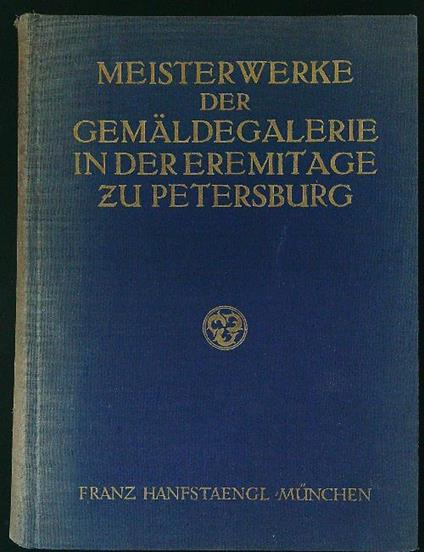 MEISTERWERKE
DER
GEMÄLDEGALERIE
IN DER EREMITAGE
ZU PETERSBURG
FRANZ HANFSTAENGL · MÜNCHEN